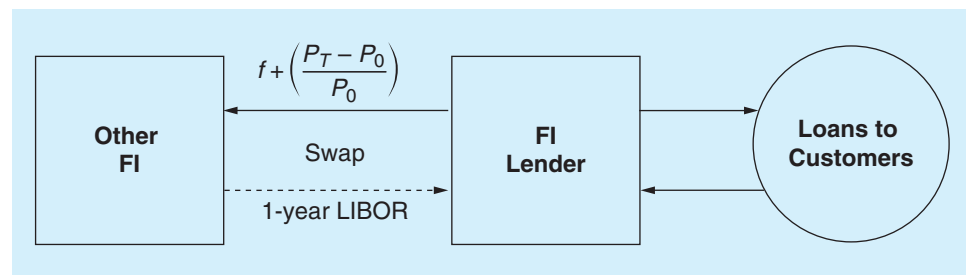 f + (P_T – P_0 / P_0)
Other
FI
Swap
1-year LIBOR
FI
Lender
Loans to
Customers